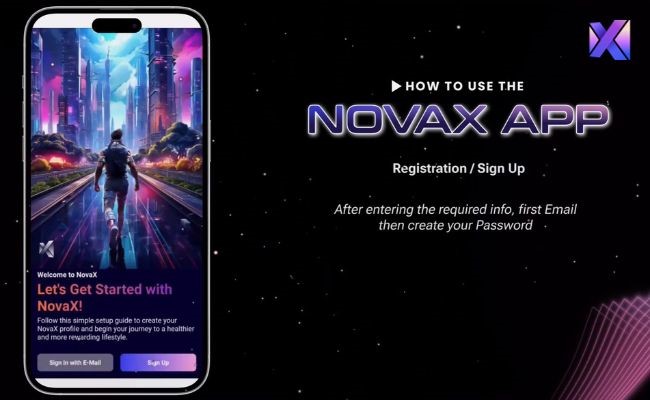 HOW TO USE THE
NOVAX APP
Registration / Sign Up
After entering the required info, first Email
then create your Password
Welcome to NovaX
Let's Get Started with
NovaX!
Follow this simple setup guide to create your
NovaX profile and begin your journey to a healthier
and more rewarding lifestyle.
Sign in with E-Mail
Sign Up